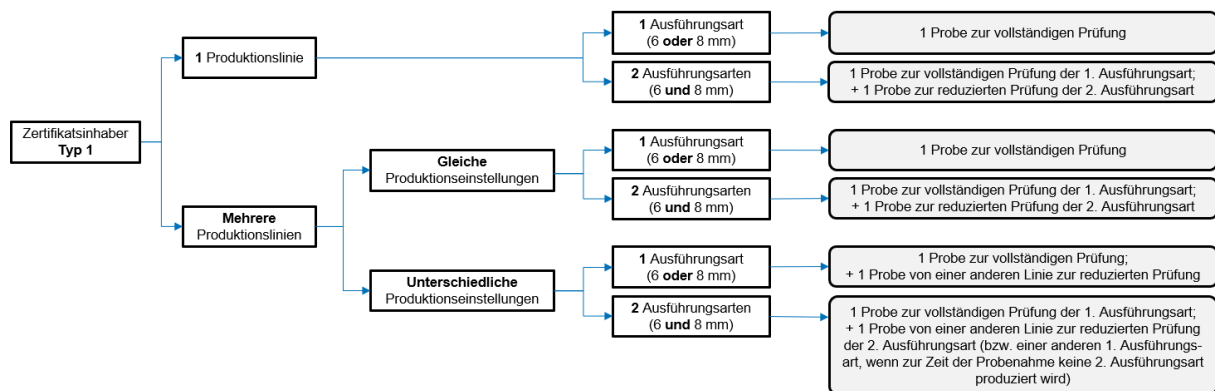 1 Ausführungsart
(6 oder 8 mm)
1 Probe zur vollständigen Prüfung
1 Produktionslinie
2 Ausführungsarten
(6 und 8 mm)
1 Probe zur vollständigen Prüfung der 1. Ausführungsart;
+ 1 Probe zur reduzierten Prüfung der 2. Ausführungsart
Zertifikatsinhaber
Typ 1
Gleiche
Produktionseinstellungen
1 Ausführungsart
(6 oder 8 mm)
1 Probe zur vollständigen Prüfung
2 Ausführungsarten
(6 und 8 mm)
1 Probe zur vollständigen Prüfung der 1. Ausführungsart;
+ 1 Probe zur reduzierten Prüfung der 2. Ausführungsart
Mehrere
Produktionslinien
Unterschiedliche
Produktionseinstellungen
1 Ausführungsart
(6 oder 8 mm)
1 Probe zur vollständigen Prüfung;
+ 1 Probe von einer anderen Linie zur reduzierten Prüfung
2 Ausführungsarten
(6 und 8 mm)
1 Probe zur vollständigen Prüfung der 1. Ausführungsart;
+ 1 Probe von einer anderen Linie zur reduzierten Prüfung
der 2. Ausführungsart (bzw. einer anderen 1. Ausführungs-
art, wenn zur Zeit der Probenahme keine 2. Ausführungsart
produziert wird)